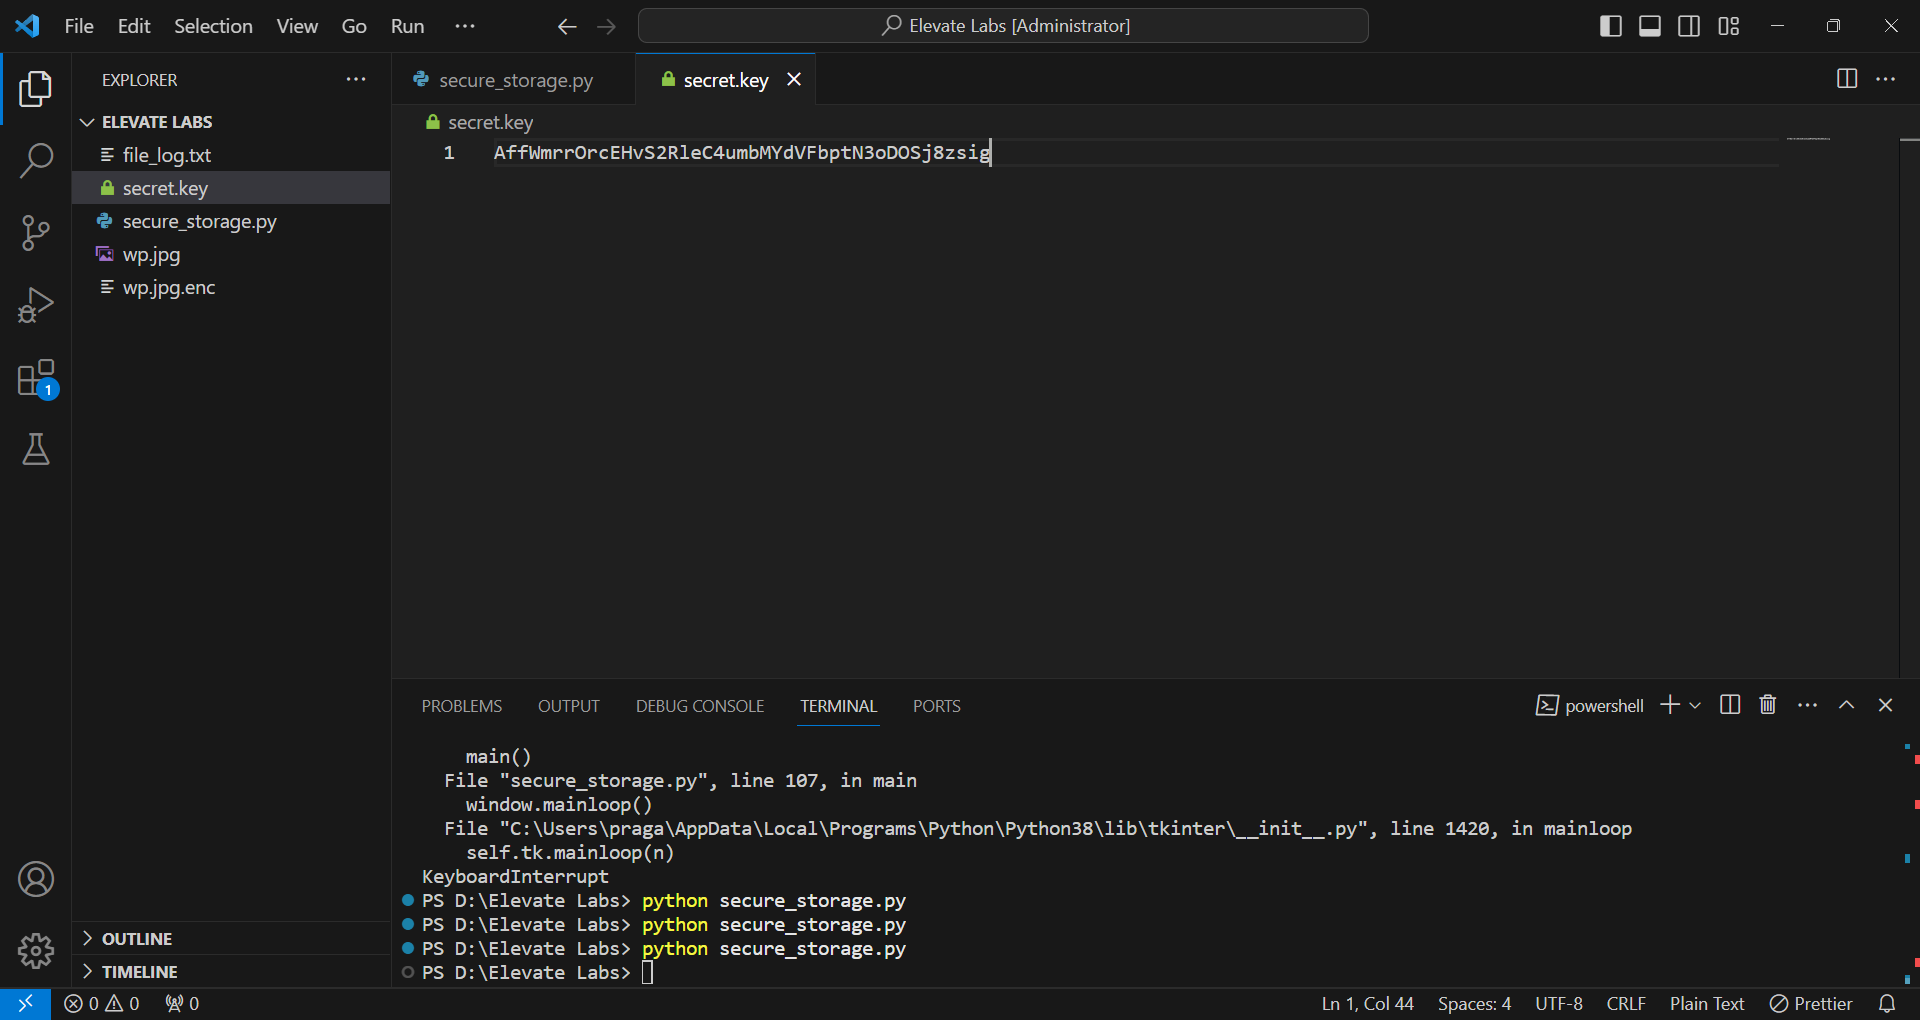 File Edit Selection View Go Run ...
Elevate Labs [Administrator]
EXPLORER
ELEVATE LABS
file_log.txt
secret.key
secure_storage.py
wp.jpg
wp.jpg.enc
1
OUTLINE
TIMELINE
secure_storage.py
secret.key
secret.key
1 AffWmrrOrcEHvS2RleC4umbMYdVFbptN3oDOSj8zsig
PROBLEMS OUTPUT DEBUG CONSOLE TERMINAL PORTS
powershell
main()
File "secure_storage.py", line 107, in main
window.mainloop()
File "C:\Users\praga\AppData\Local\Programs\Python\Python38\lib\tkinter\__init__.py", line 1420, in mainloop
self.tk.mainloop(n)
KeyboardInterrupt
PS D:\Elevate Labs> python secure_storage.py
PS D:\Elevate Labs> python secure_storage.py
PS D:\Elevate Labs> python secure_storage.py
PS D:\Elevate Labs>
0 0 0
Ln 1, Col 44 Spaces: 4 UTF-8 CRLF Plain Text Prettier